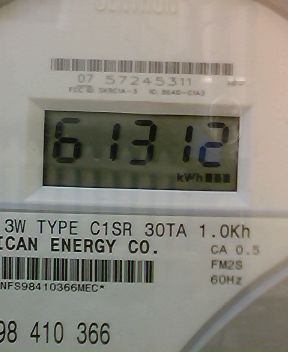 CENTRON
07 57245311
61312
kWh
3W TYPE C1SR 30TA 1.0Kh
ICAN ENERGY CO.
CA 0.5
FM2S
60Hz
NFS98410366MEC*
98 410 366